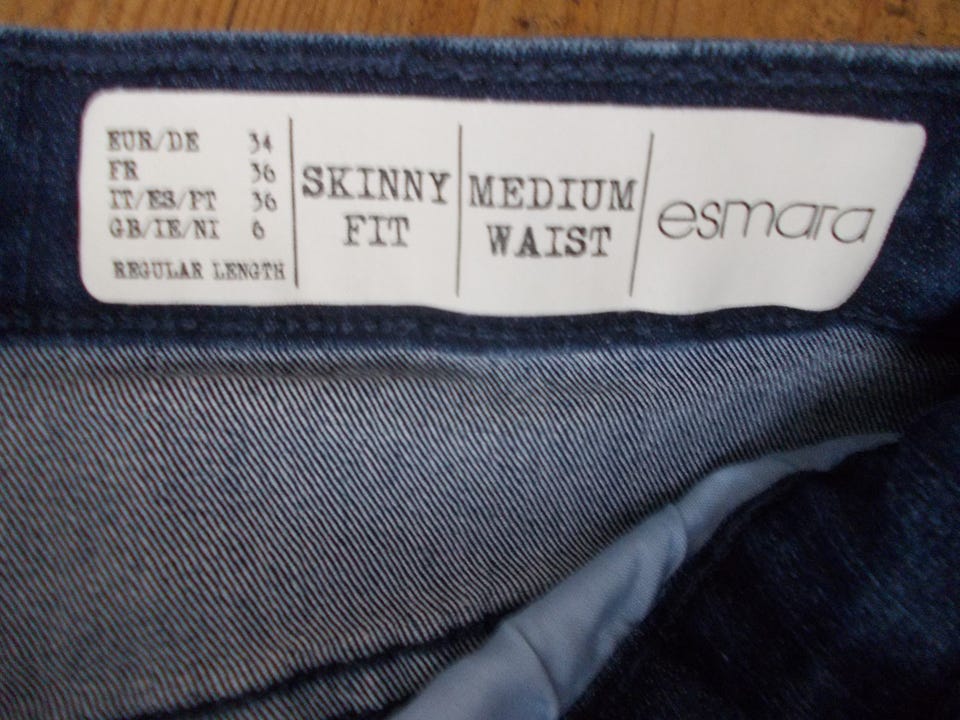 EUR/DE 34
FR 36
IT/ES/PT 36
GB/IE/NI 6
REGULAR LENGTH
SKINNY
FIT
MEDIUM
WAIST
esmara